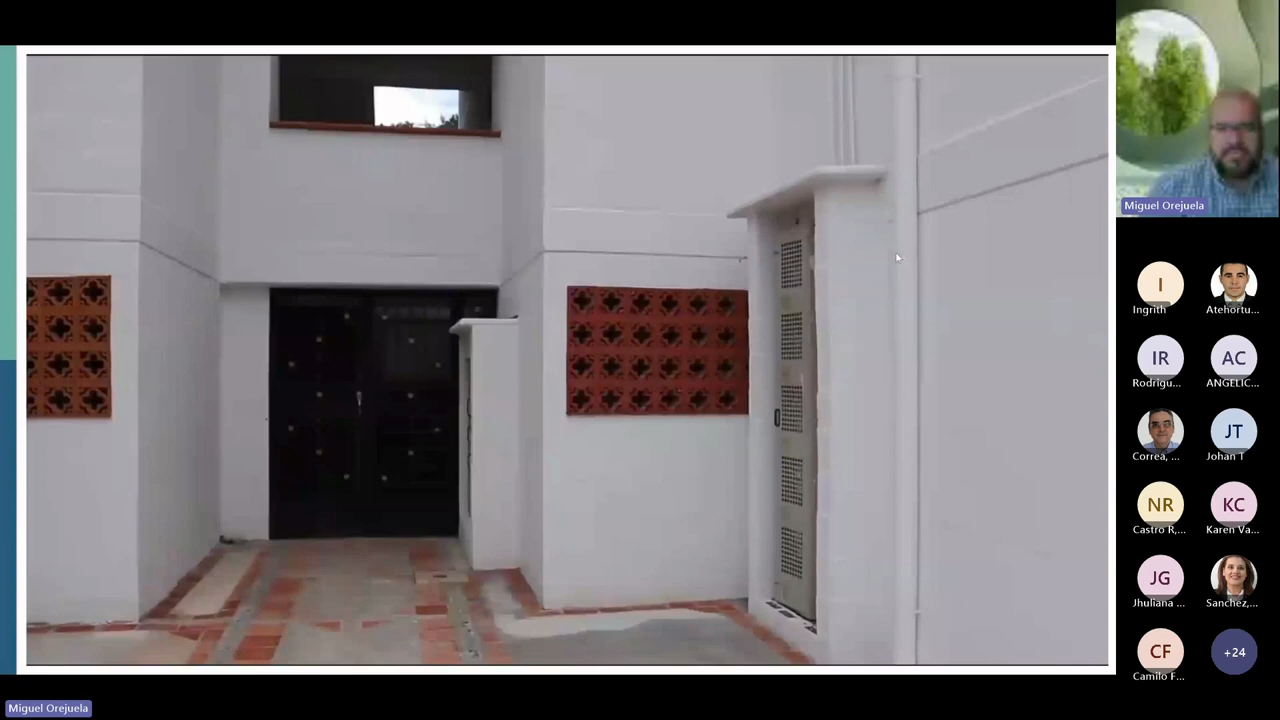 Miguel Orejuela
I
Ingrith
Atehortu...
IR
Rodrigu...
AC
ANGELIC...
Correa, ...
JT
Johan T
NR
Castro R,...
KC
Karen Va...
JG
Jhuliana ...
Sanchez,...
CF
Camilo F...
+24
Miguel Orejuela